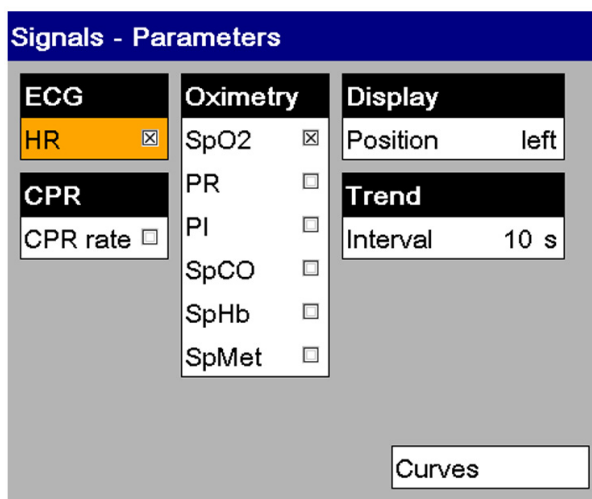 Signals - Parameters
ECG
HR
CPR
CPR rate
Oximetry
SpO2
PR
PI
SpCO
SpHb
SpMet
Display
Position left
Trend
Interval 10 s
Curves